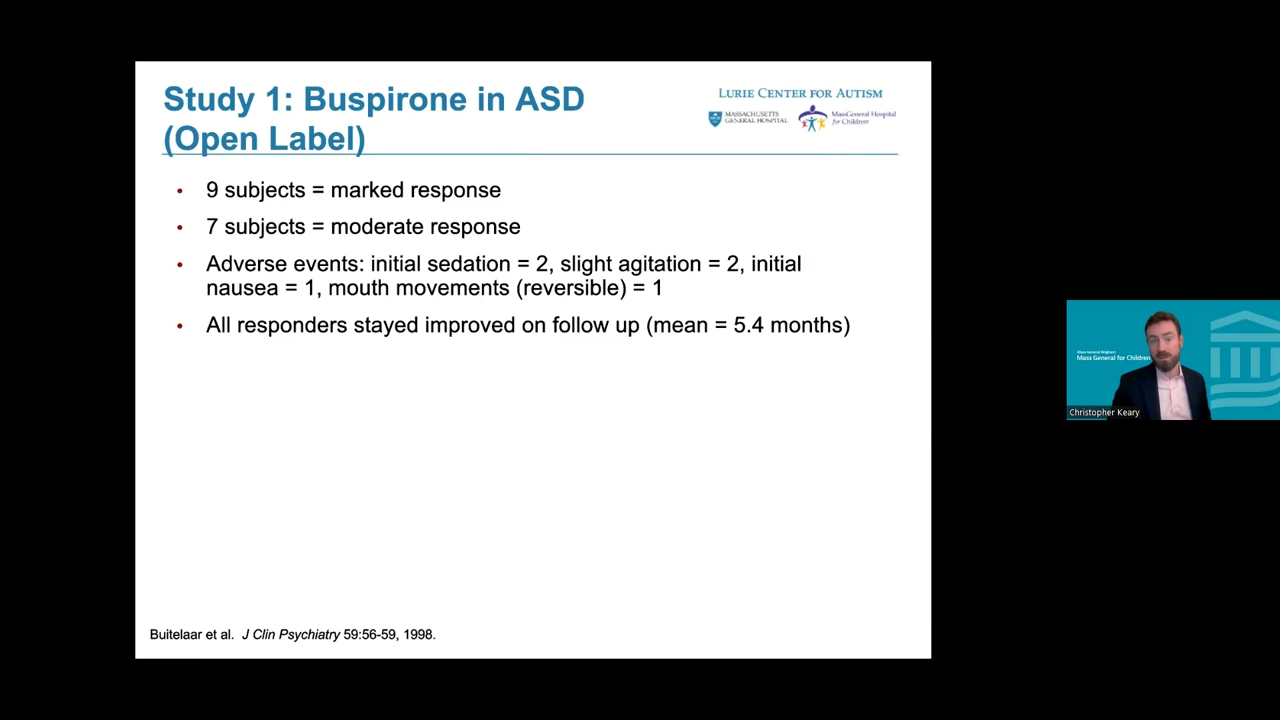 Study 1: Buspirone in ASD
(Open Label)
LURIE CENTER FOR AUTISM
MASSACHUSETTS
GENERAL HOSPITAL
MassGeneral Hospital
for Children
• 9 subjects = marked response
• 7 subjects = moderate response
• Adverse events: initial sedation = 2, slight agitation = 2, initial
nausea = 1, mouth movements (reversible) = 1
• All responders stayed improved on follow up (mean = 5.4 months)
Buitelaar et al. J Clin Psychiatry 59:56-59, 1998.
Mass General Brigham
Mass General for Children
Christopher Keary